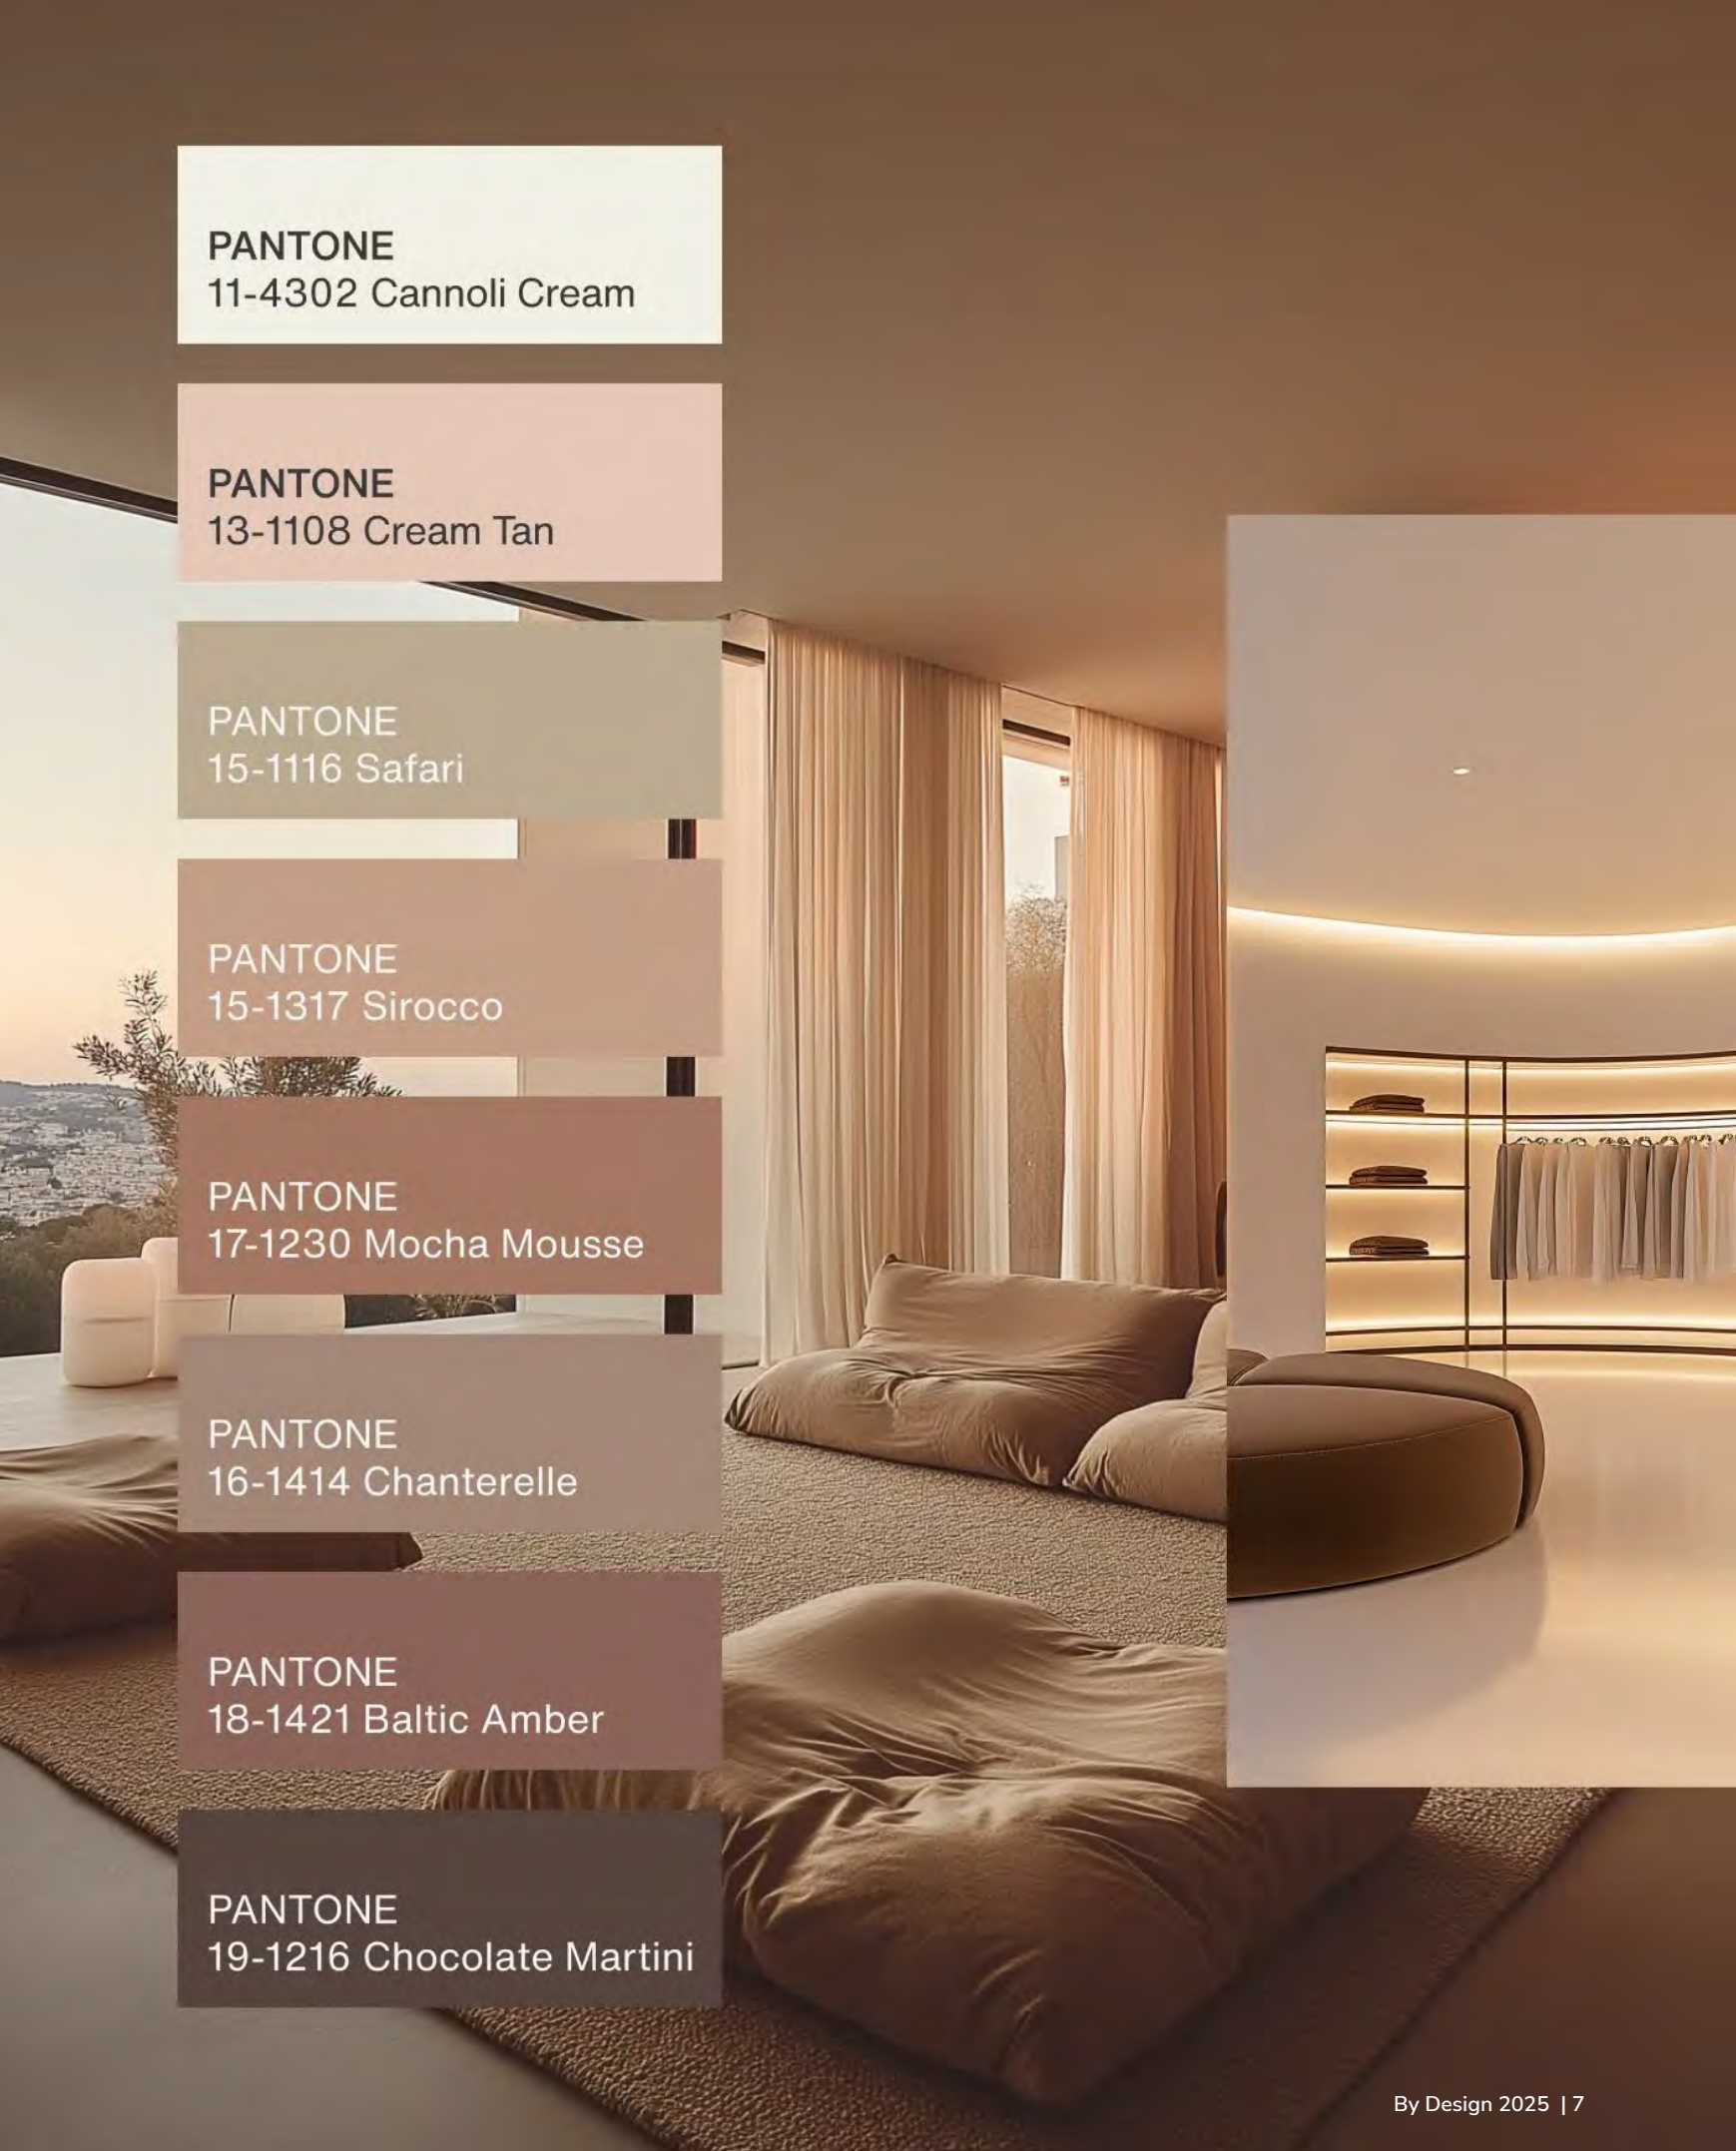 PANTONE
11-4302 Cannoli Cream
PANTONE
13-1108 Cream Tan
PANTONE
15-1116 Safari
PANTONE
15-1317 Sirocco
PANTONE
17-1230 Mocha Mousse
PANTONE
16-1414 Chanterelle
PANTONE
18-1421 Baltic Amber
PANTONE
19-1216 Chocolate Martini
By Design 2025 | 7